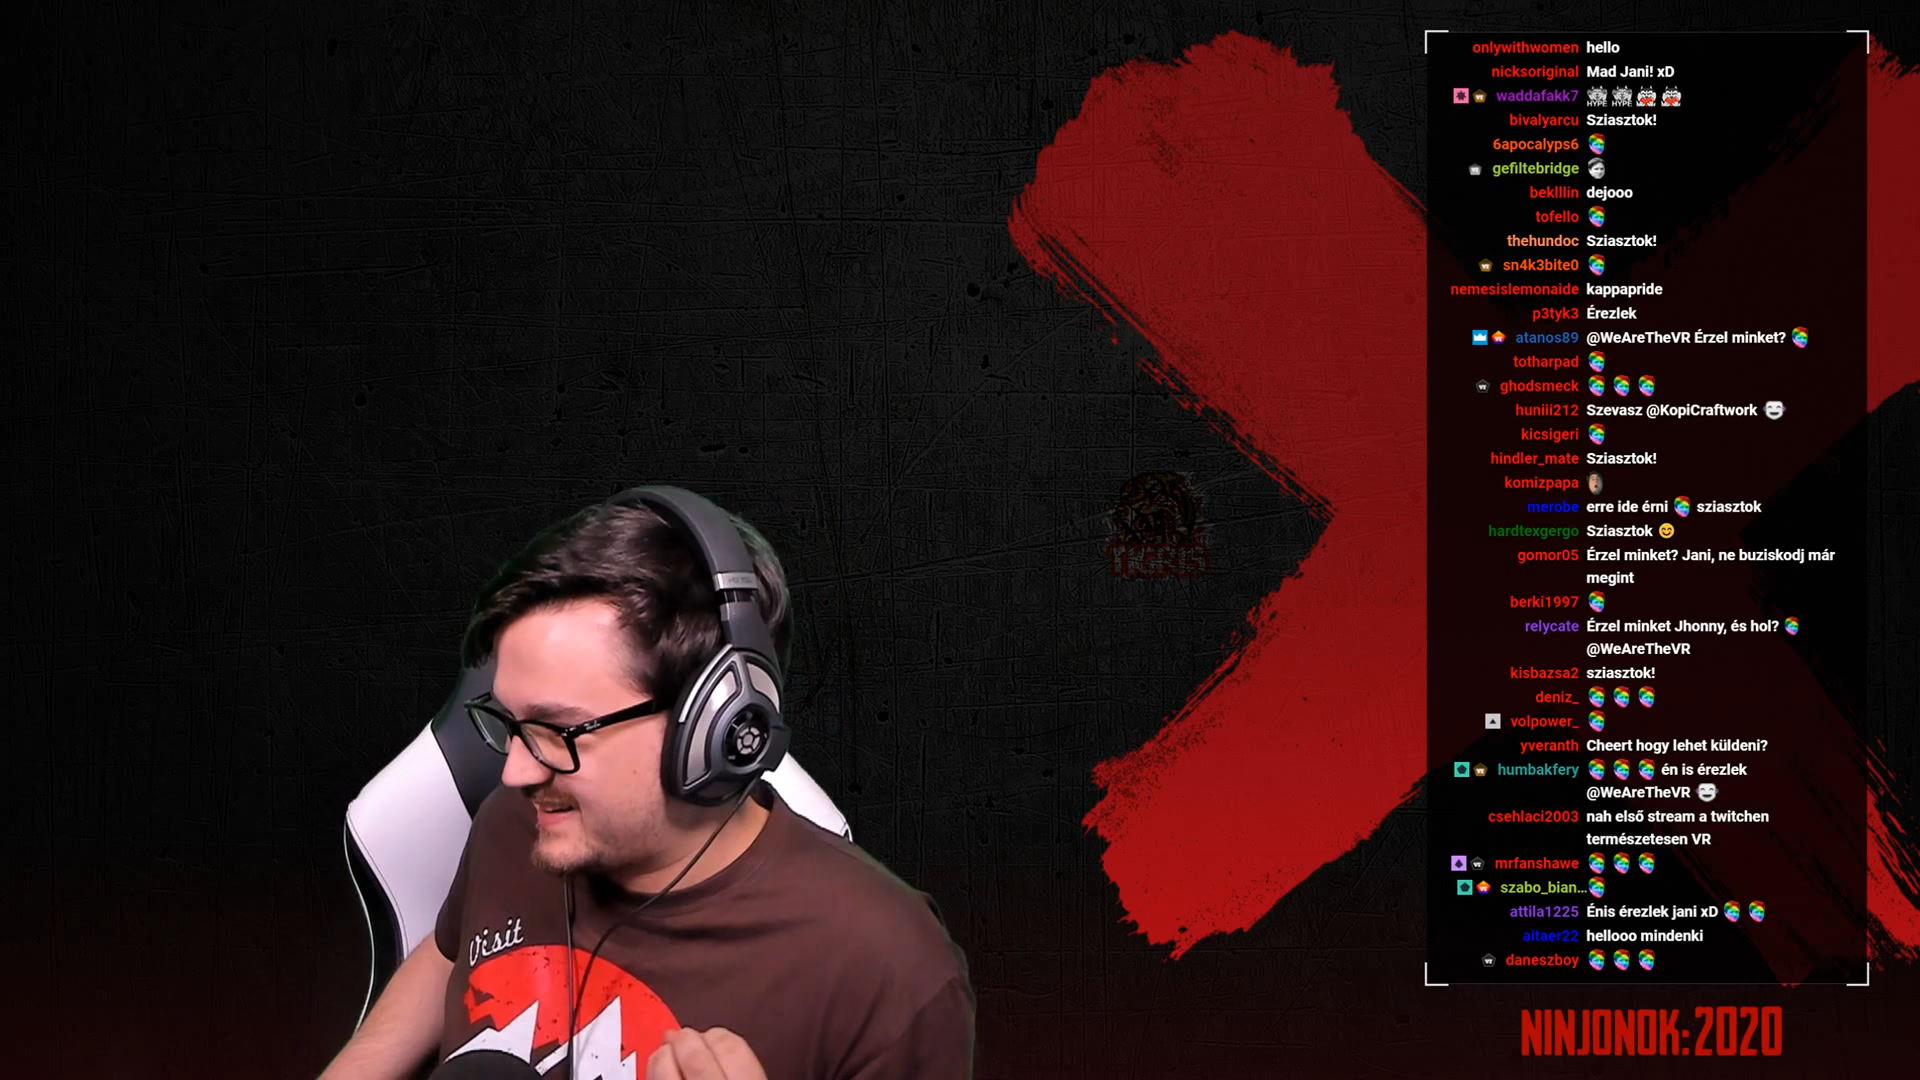 onlywithwomen hello
nicksoriginal Mad Jani! xD
waddafakk7 HYPE HYPE
bivalyarcu Sziasztok!
6apocalyps6
gefiltebridge
beklllin dejooo
tofello
thehundoc Sziasztok!
sn4k3bite0
nemesislemonaide kappapride
p3tyk3 Érezlek
atanos89 @WeAreTheVR Érzel minket?
totharpad
ghodsmeck
huniii212 Szevasz @KopiCraftwork
kicsigeri
hindler_mate Sziasztok!
komizpapa
merobe erre ide érni sziasztok
hardtexgergo Sziasztok 😊
gomor05 Érzel minket? Jani, ne buziskodj már
megint
berki1997
relycate Érzel minket Jhonny, és hol?
@WeAreTheVR
kisbazsa2 sziasztok!
deniz_
volpower_
yveranth Cheert hogy lehet küldeni?
humbakfery én is érezlek
@WeAreTheVR
csehlaci2003 nah első stream a twitchen
természetesen VR
mrfanshawe
szabo_bian...
attila1225 Énis érezlek jani xD
aitaer22 hellooo mindenki
daneszboy
TIGRIS
Visit
NINJONOK:2020